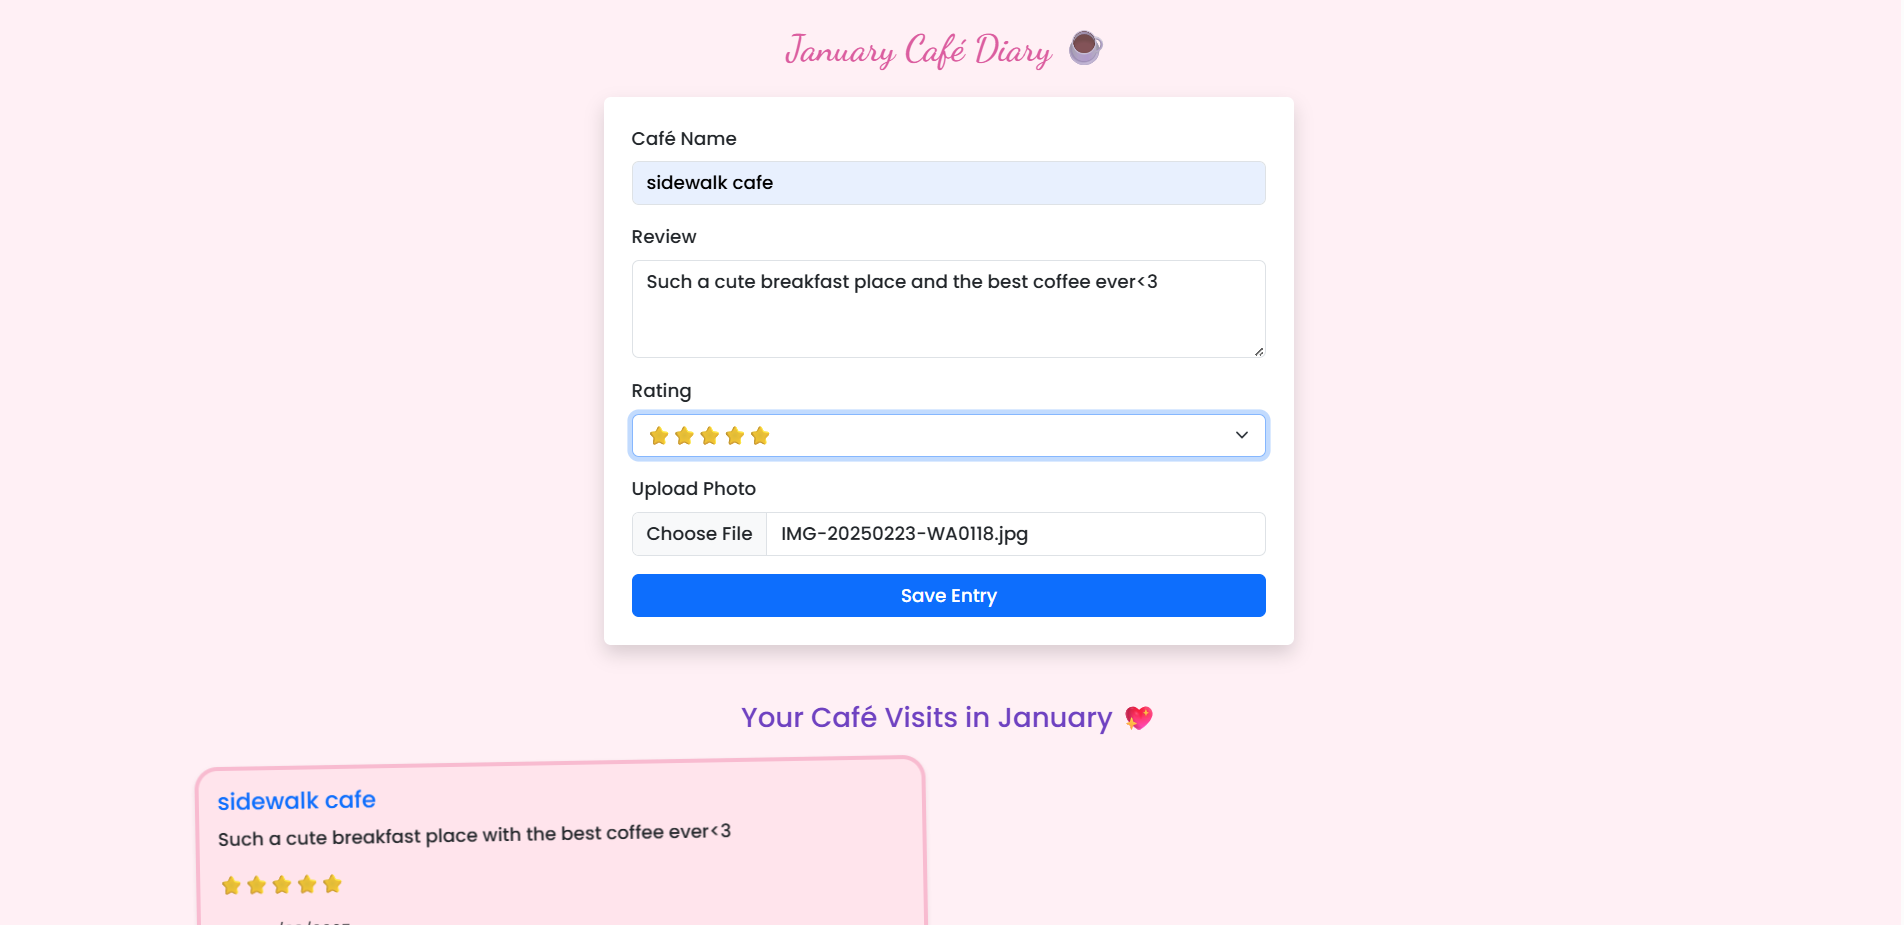 January Café Diary
Café Name
sidewalk cafe
Review
Such a cute breakfast place and the best coffee ever<3
Rating
Upload Photo
Choose File IMG-20250223-WA0118.jpg
Save Entry
Your Café Visits in January
sidewalk cafe
Such a cute breakfast place with the best coffee ever<3